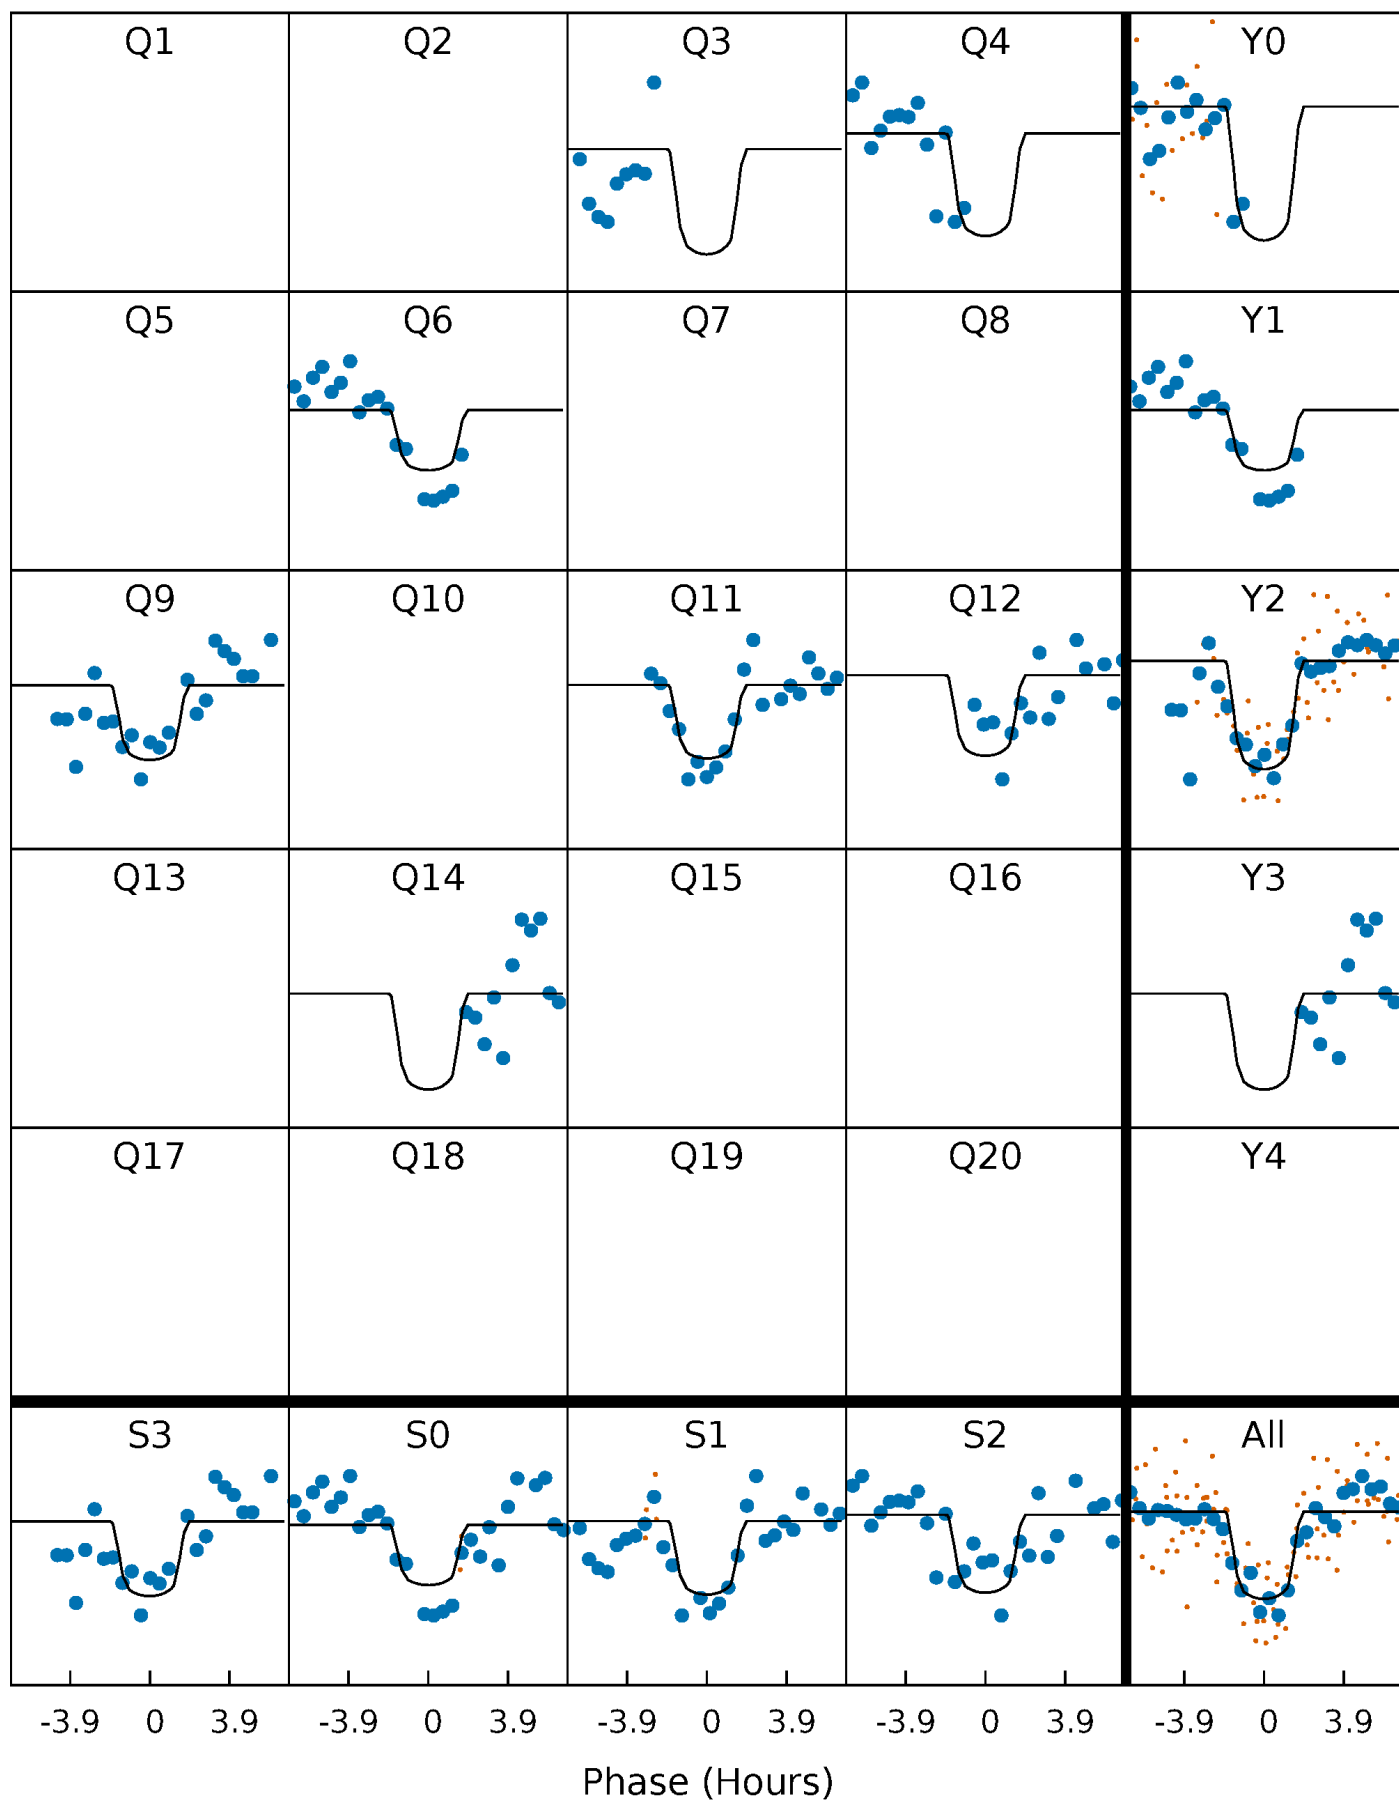 Q1 Q2 Q3 Q4 Y0
Q5 Q6 Q7 Q8 Y1
Q9 Q10 Q11 Q12 Y2
Q13 Q14 Q15 Q16 Y3
Q17 Q18 Q19 Q20 Y4
S3 S0 S1 S2 All
-3.9 0 3.9 -3.9 0 3.9 -3.9 0 3.9 -3.9 0 3.9 -3.9 0 3.9
Phase (Hours)